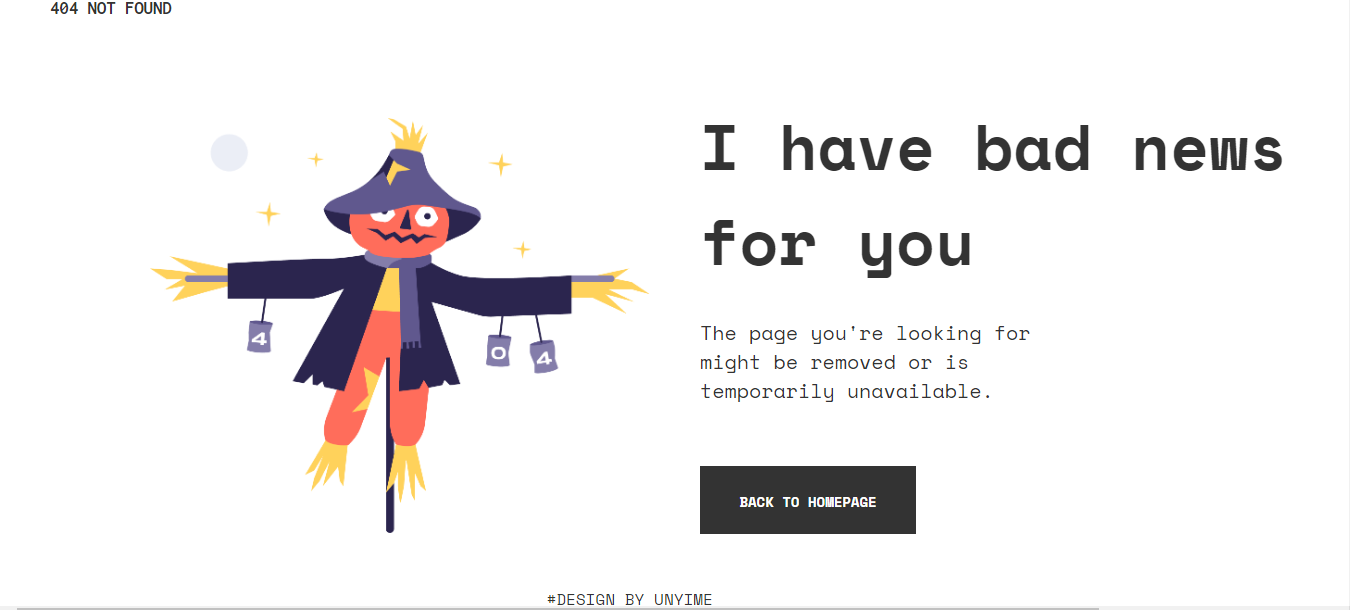 404 NOT FOUND
I have bad news
for you
4
0
4
The page you're looking for
might be removed or is
temporarily unavailable.
BACK TO HOMEPAGE
#DESIGN BY UNYIME